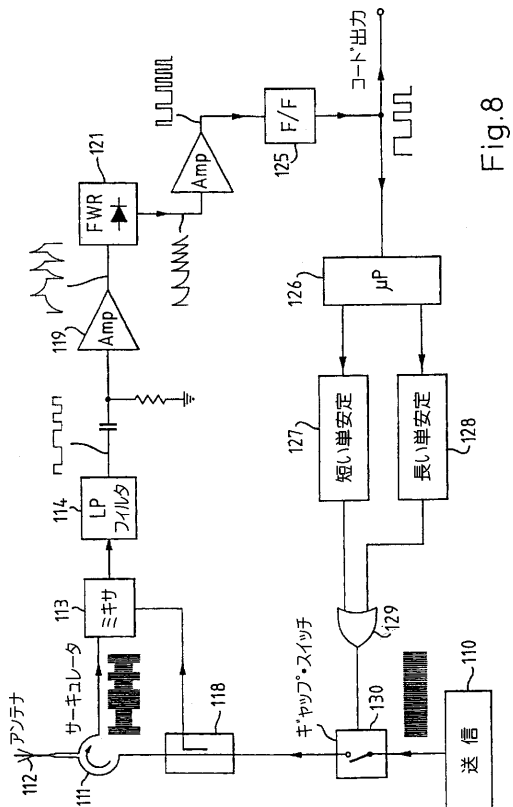 112
アンテナ
111
サーキュレータ
113
ミキサ
114
LP
フィルタ
119
Amp
121
FWR
Amp
F/F
125
コード出力
118
126
μP
127
短い単安定
128
長い単安定
129
ギャップ・スイッチ
130
110
送信
Fig.8